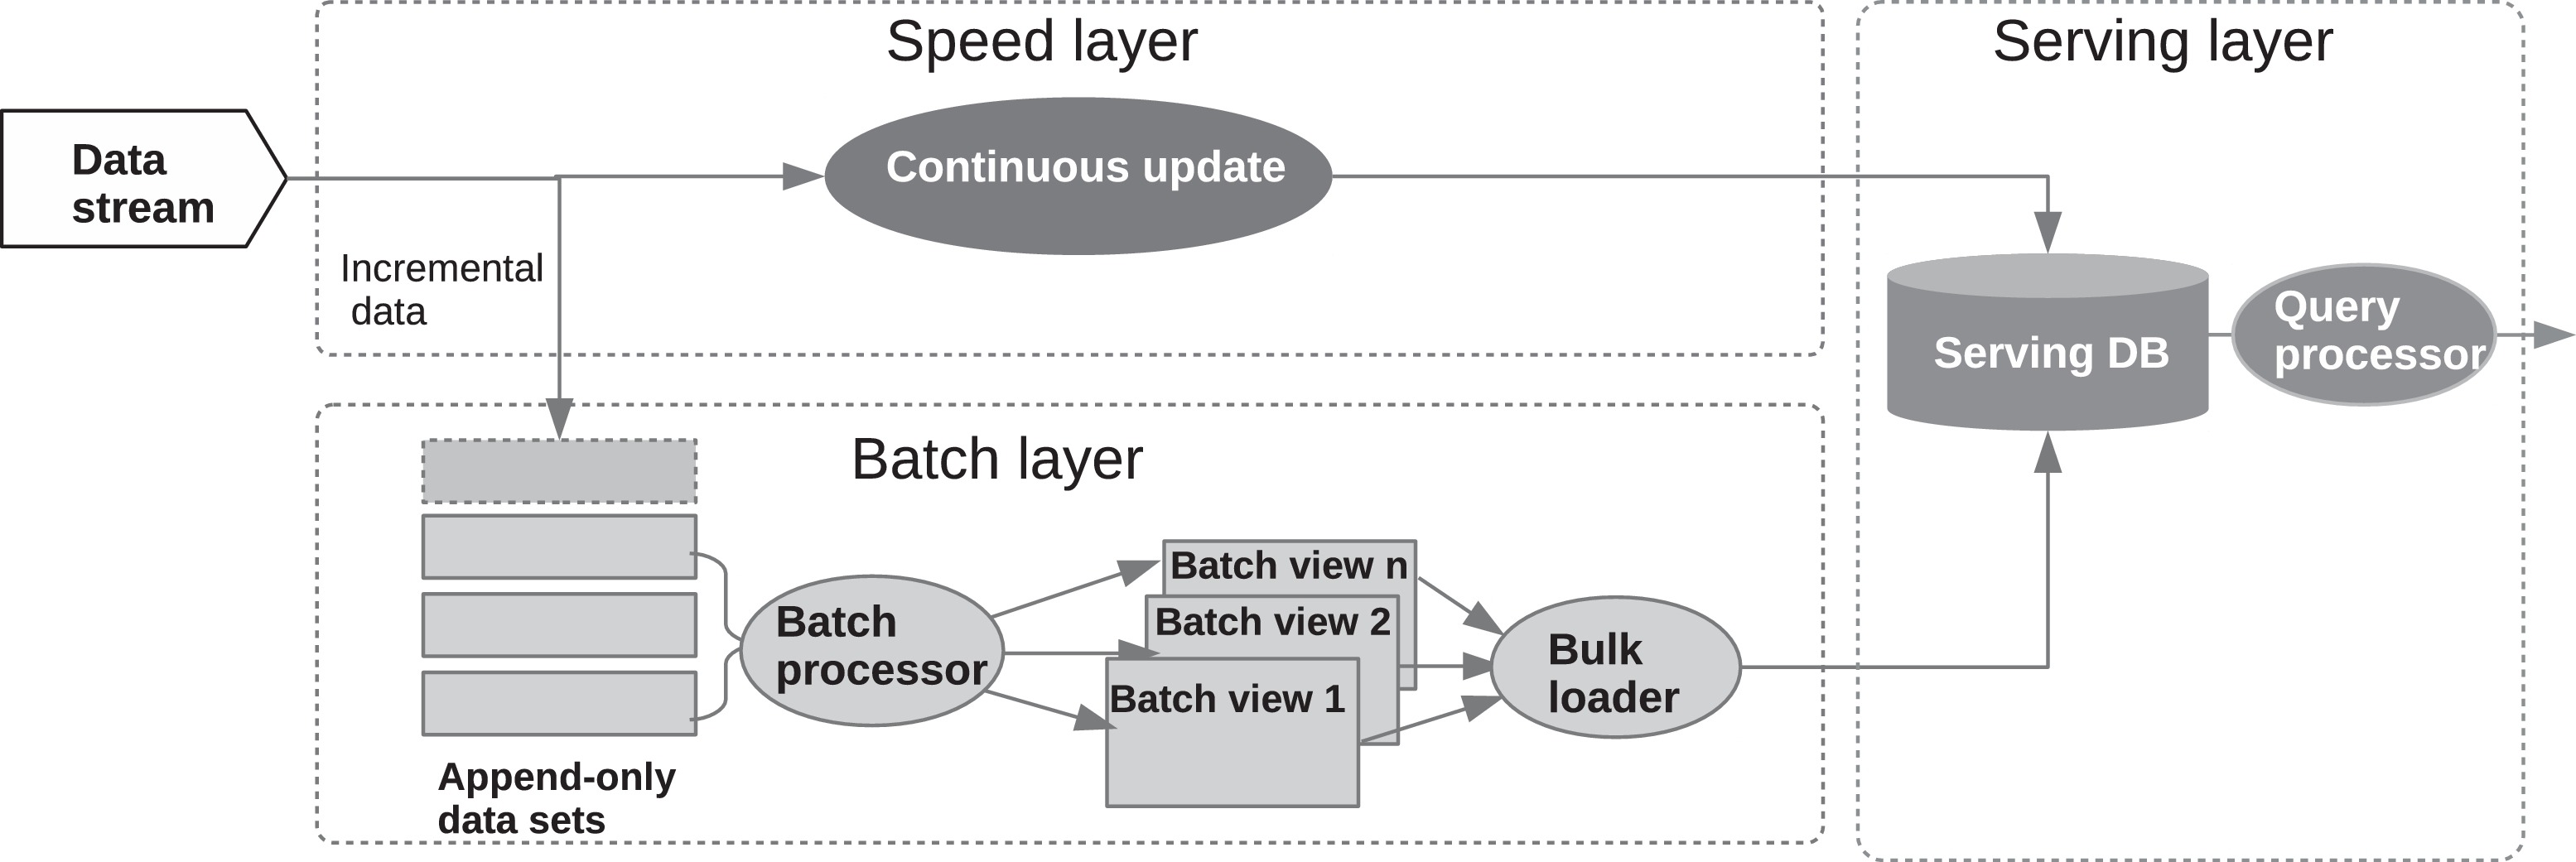 Speed layer
Serving layer
Data
stream
Continuous update
Incremental
data
Query
processor
Serving DB
Batch layer
Batch view n
Batch view 2
Batch view 1
Batch
processor
Bulk
loader
Append-only
data sets